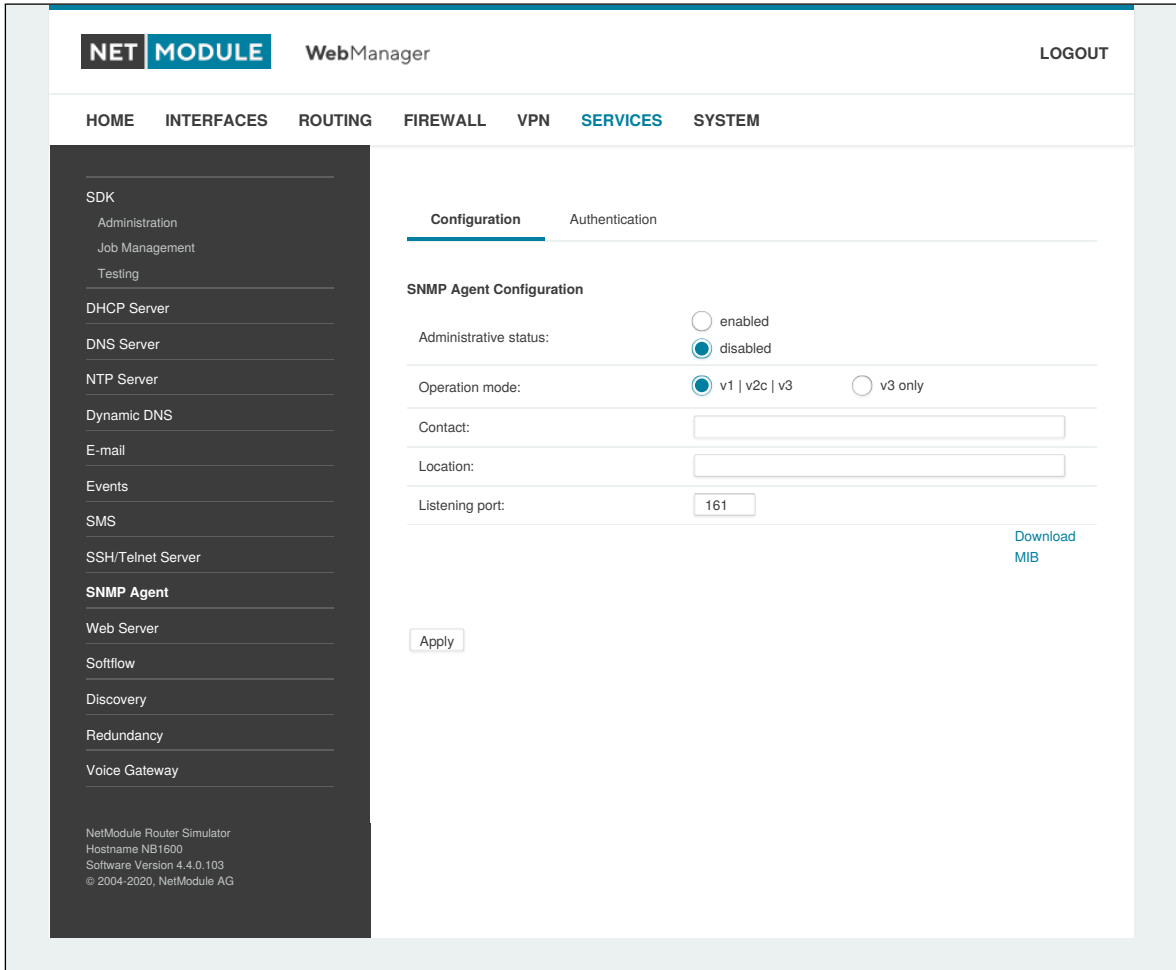 NET MODULE WebManager LOGOUT
HOME INTERFACES ROUTING FIREWALL VPN SERVICES SYSTEM
SDK
Administration
Job Management
Testing
DHCP Server
DNS Server
NTP Server
Dynamic DNS
E-mail
Events
SMS
SSH/Telnet Server
SNMP Agent
Web Server
Softflow
Discovery
Redundancy
Voice Gateway
NetModule Router Simulator
Hostname NB1600
Software Version 4.4.0.103
© 2004-2020, NetModule AG
Configuration Authentication
SNMP Agent Configuration
Administrative status:
enabled
disabled
Operation mode: v1 | v2c | v3 v3 only
Contact:
Location:
Listening port: 161
Download
MIB
Apply